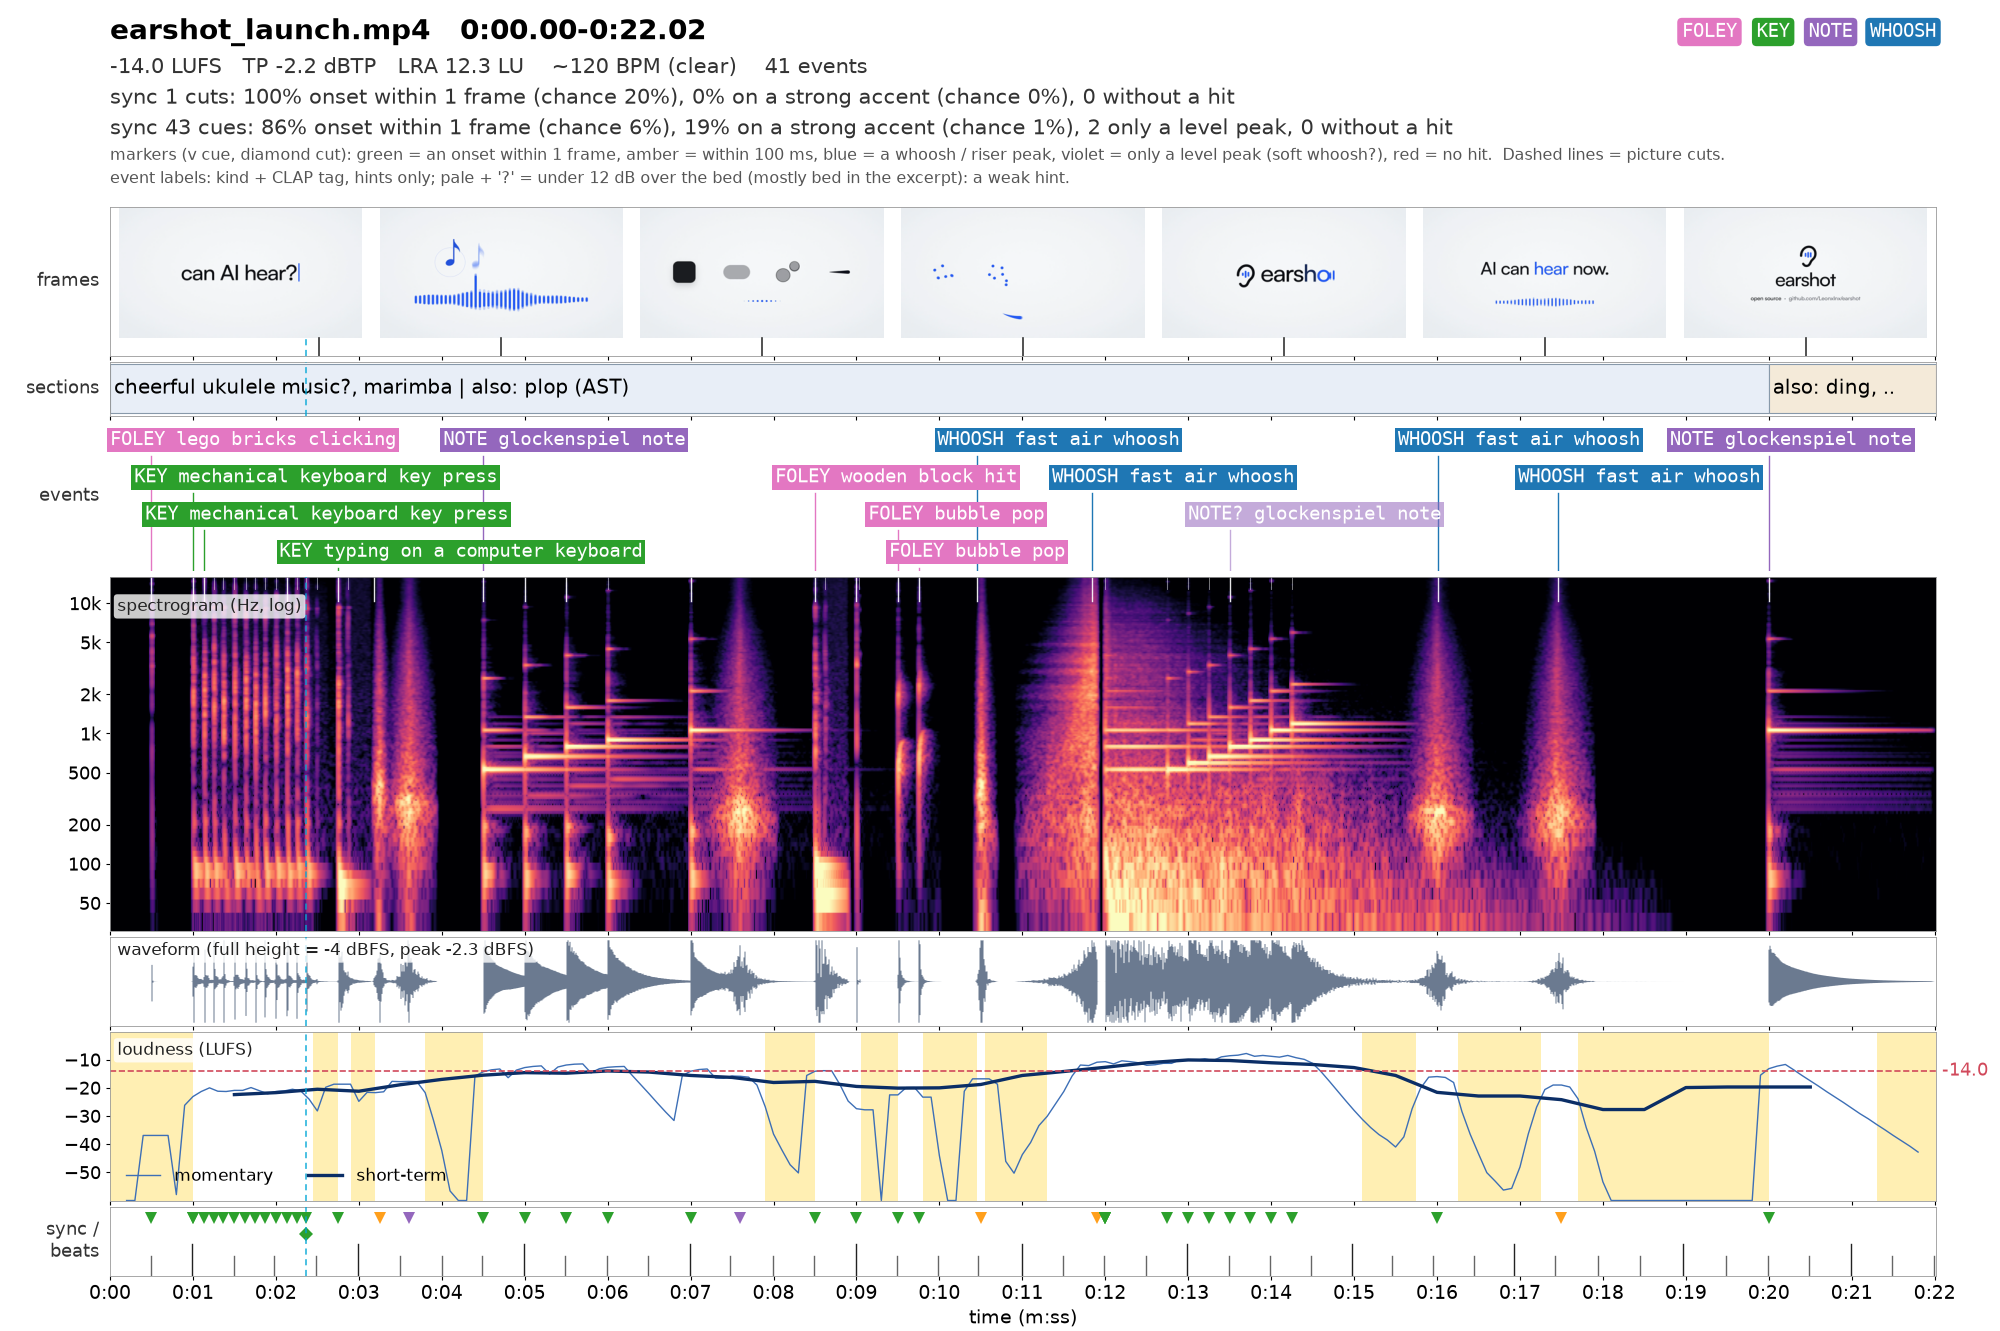 earshot_launch.mp4   0:00.00-0:22.02
FOLEY KEY NOTE WHOOSH
-14.0 LUFS   TP -2.2 dBTP   LRA 12.3 LU    ~120 BPM (clear)    41 events
sync 1 cuts: 100% onset within 1 frame (chance 20%), 0% on a strong accent (chance 0%), 0 without a hit
sync 43 cues: 86% onset within 1 frame (chance 6%), 19% on a strong accent (chance 1%), 2 only a level peak, 0 without a hit
markers (v cue, diamond cut): green = an onset within 1 frame, amber = within 100 ms, blue = a whoosh / riser peak, violet = only a level peak (soft whoosh?), red = no hit.  Dashed lines = picture cuts.
event labels: kind + CLAP tag, hints only; pale + '?' = under 12 dB over the bed (mostly bed in the excerpt): a weak hint.
frames
can AI hear?
earsho
AI can hear now.
earshot
sections
cheerful ukulele music?, marimba | also: plop (AST)
also: ding, ..
events
FOLEY lego bricks clicking
NOTE glockenspiel note
WHOOSH fast air whoosh
WHOOSH fast air whoosh
NOTE glockenspiel note
KEY mechanical keyboard key press
FOLEY wooden block hit
WHOOSH fast air whoosh
WHOOSH fast air whoosh
KEY mechanical keyboard key press
FOLEY bubble pop
NOTE? glockenspiel note
KEY typing on a computer keyboard
FOLEY bubble pop
spectrogram (Hz, log)
10k
5k
2k
1k
500
200
100
50
waveform (full height = -4 dBFS, peak -2.3 dBFS)
loudness (LUFS)
−10
−20
−30
−40
−50
-14.0
momentary
short-term
sync /
beats
0:00 0:01 0:02 0:03 0:04 0:05 0:06 0:07 0:08 0:09 0:10 0:11 0:12 0:13 0:14 0:15 0:16 0:17 0:18 0:19 0:20 0:21 0:22
time (m:ss)